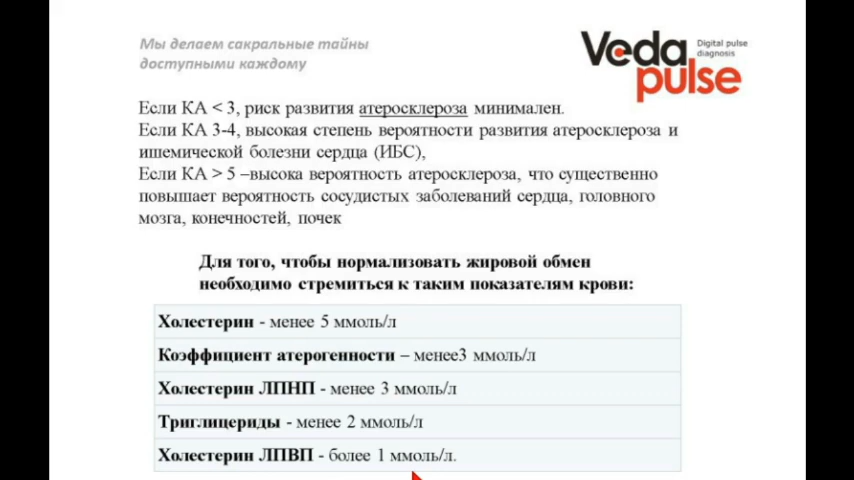 Мы делаем сакральные тайны
доступными каждому
Veda
pulse
Digital pulse
diagnosis
Если КА < 3, риск развития атеросклероза минимален.
Если КА 3-4, высокая степень вероятности развития атеросклероза и
ишемической болезни сердца (ИБС),
Если КА > 5 –высока вероятность атеросклероза, что существенно
повышает вероятность сосудистых заболеваний сердца, головного
мозга, конечностей, почек
Для того, чтобы нормализовать жировой обмен
необходимо стремиться к таким показателям крови:
Холестерин - менее 5 ммоль/л
Коэффициент атерогенности – менее3 ммоль/л
Холестерин ЛПНП - менее 3 ммоль/л
Триглицериды - менее 2 ммоль/л
Холестерин ЛПВП - более 1 ммоль/л.